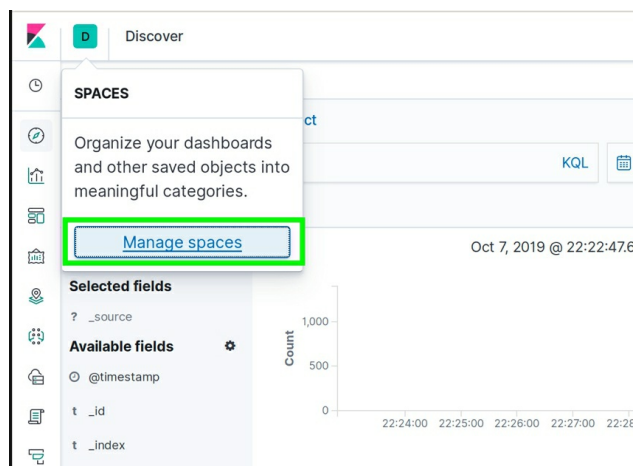 D Discover
SPACES
Organize your dashboards
and other saved objects into
meaningful categories.
Manage spaces
ct
KQL
Oct 7, 2019 @ 22:22:47.6
Selected fields
? _source
Available fields
@timestamp
t _id
t _index
Count
1,000
500
0
22:24:00 22:25:00 22:26:00 22:27:00 22:28